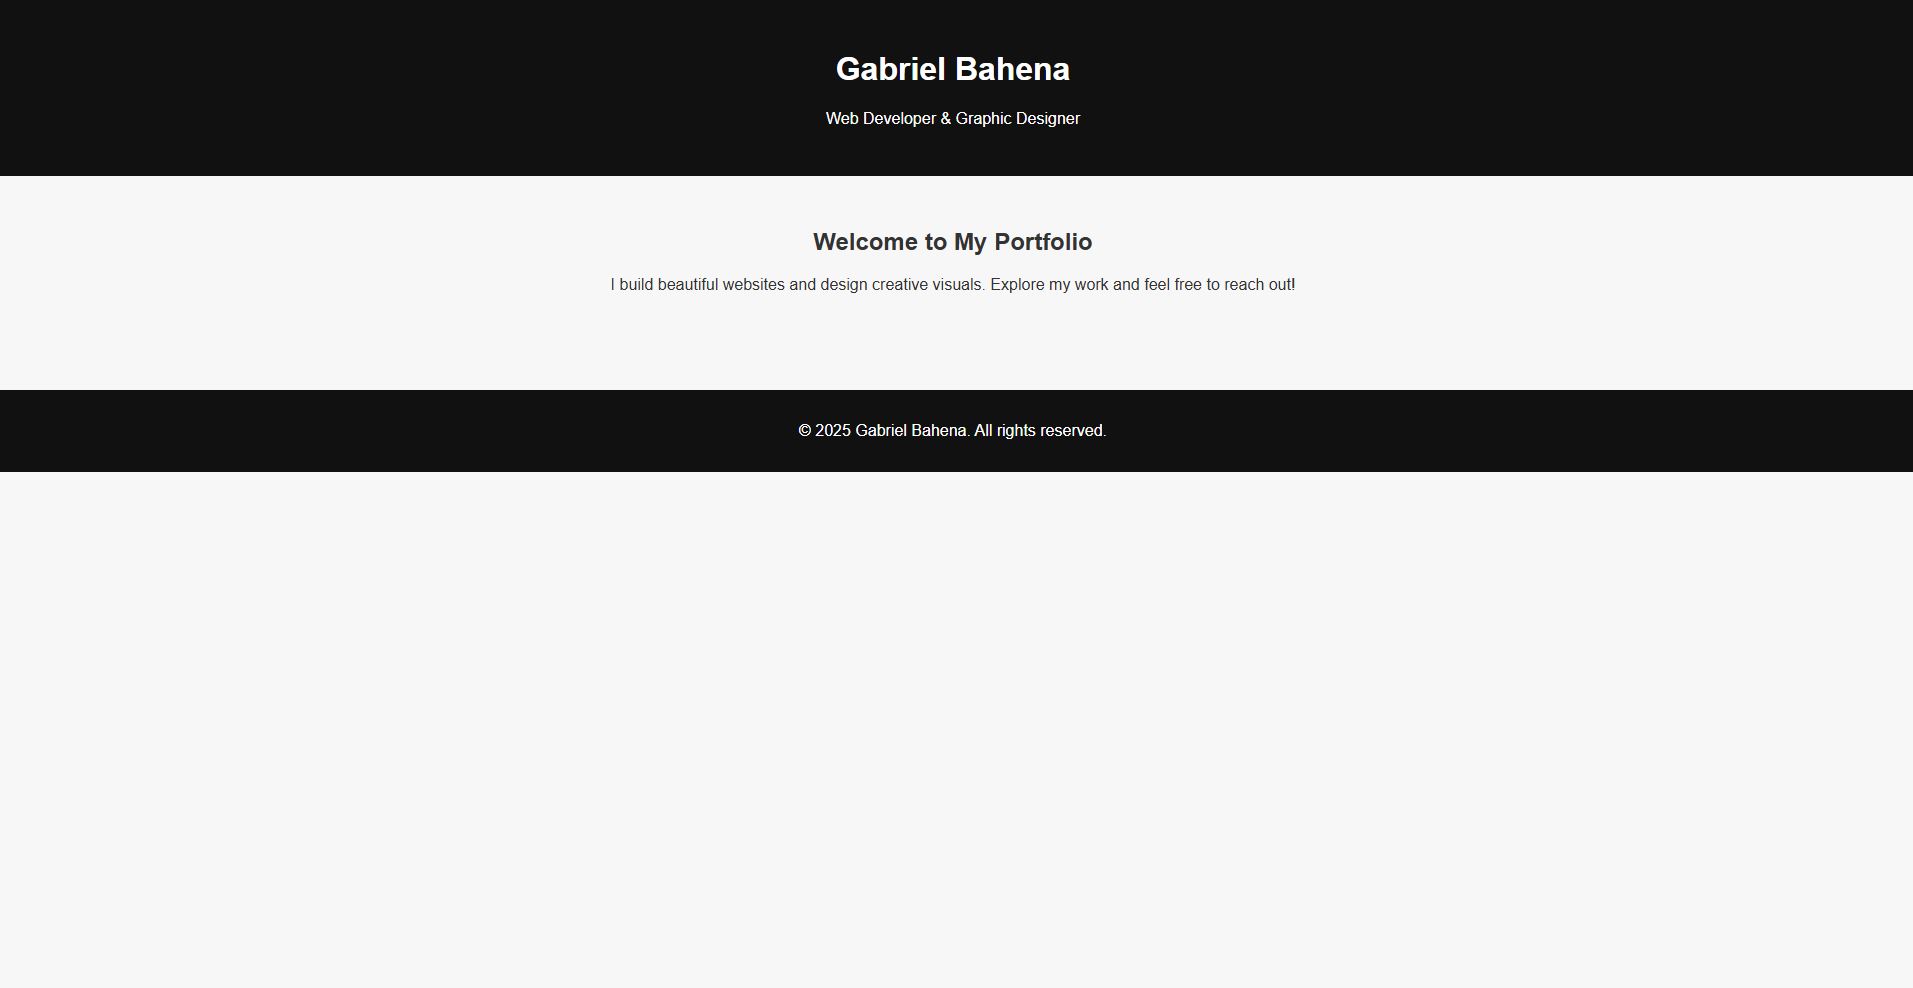 Gabriel Bahena
Web Developer & Graphic Designer
Welcome to My Portfolio
I build beautiful websites and design creative visuals. Explore my work and feel free to reach out!
© 2025 Gabriel Bahena. All rights reserved.